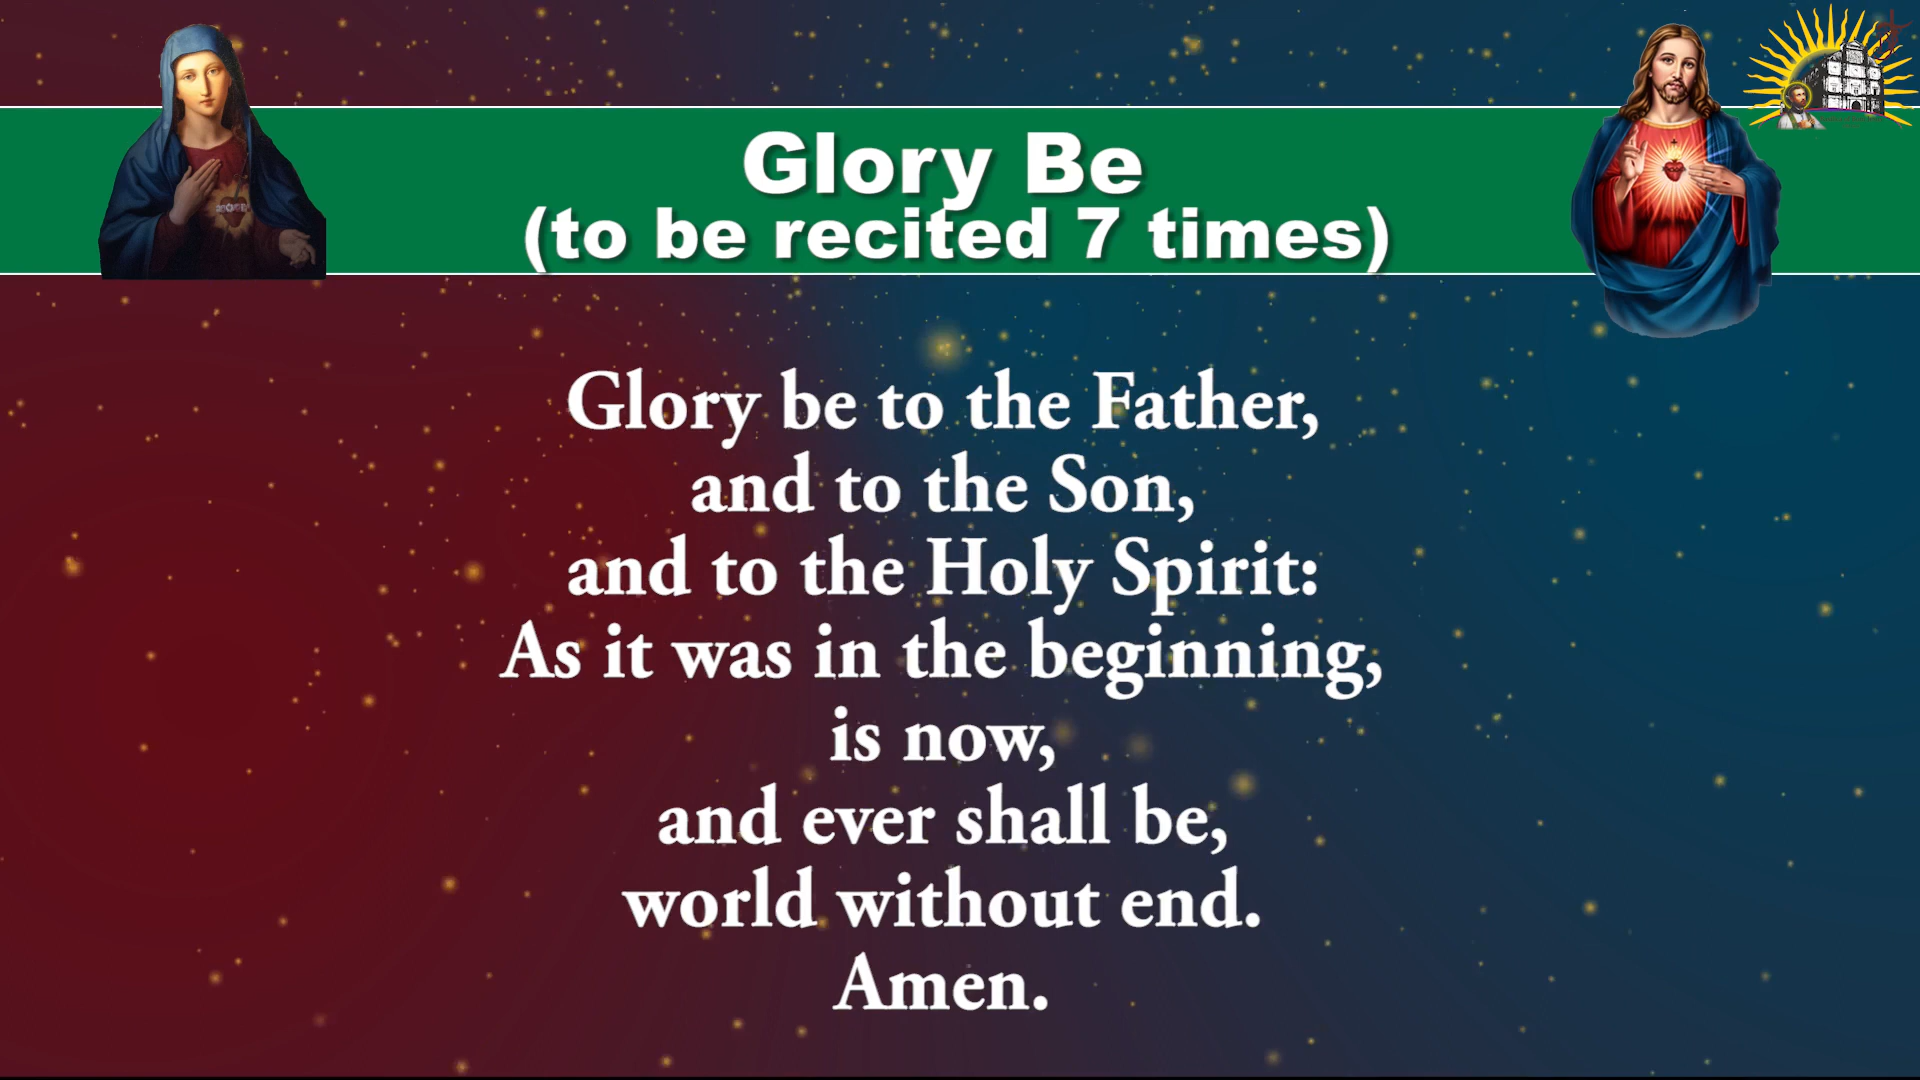 Glory Be
(to be recited 7 times)
Glory be to the Father,
and to the Son,
and to the Holy Spirit:
As it was in the beginning,
is now,
and ever shall be,
world without end.
Amen.